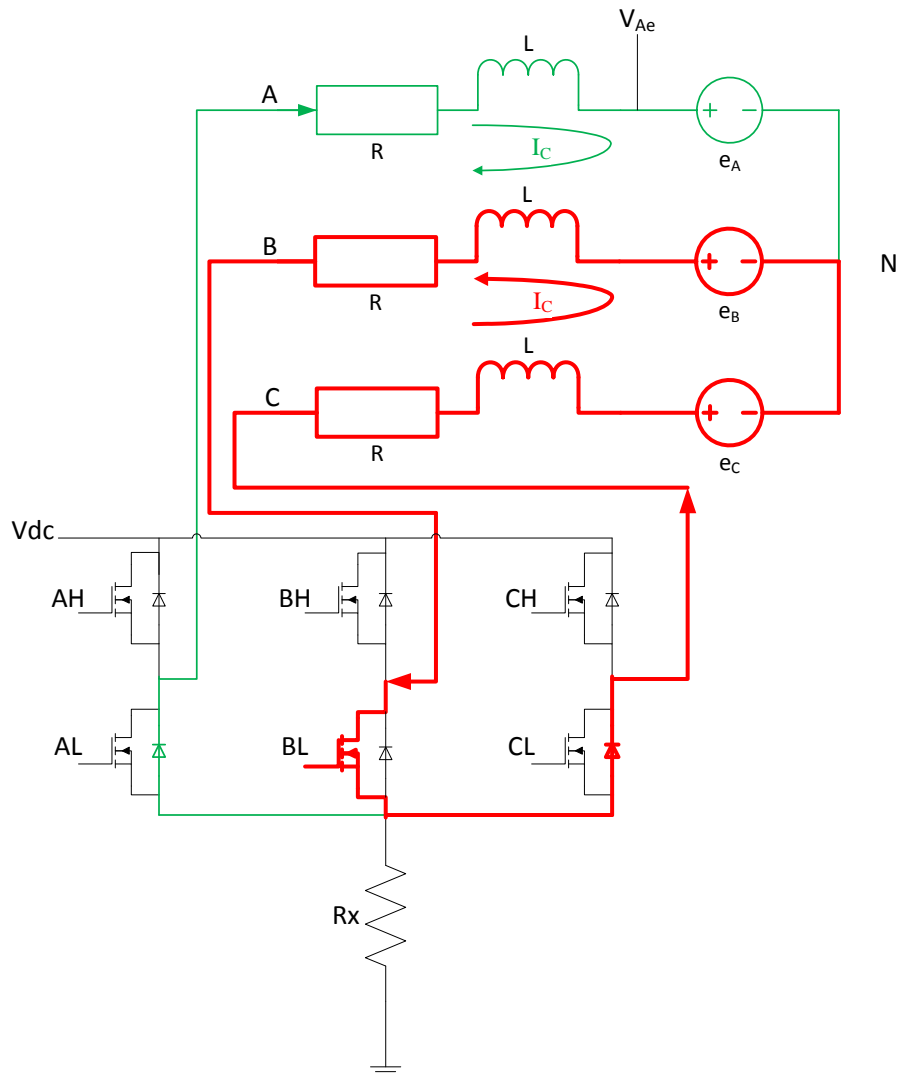 V_Ae
L
A
R
I_C
+ −
e_A
L
B
R
I_C
+ −
e_B
N
L
C
R
+ −
e_C
Vdc
AH
BH
CH
AL
BL
CL
Rx